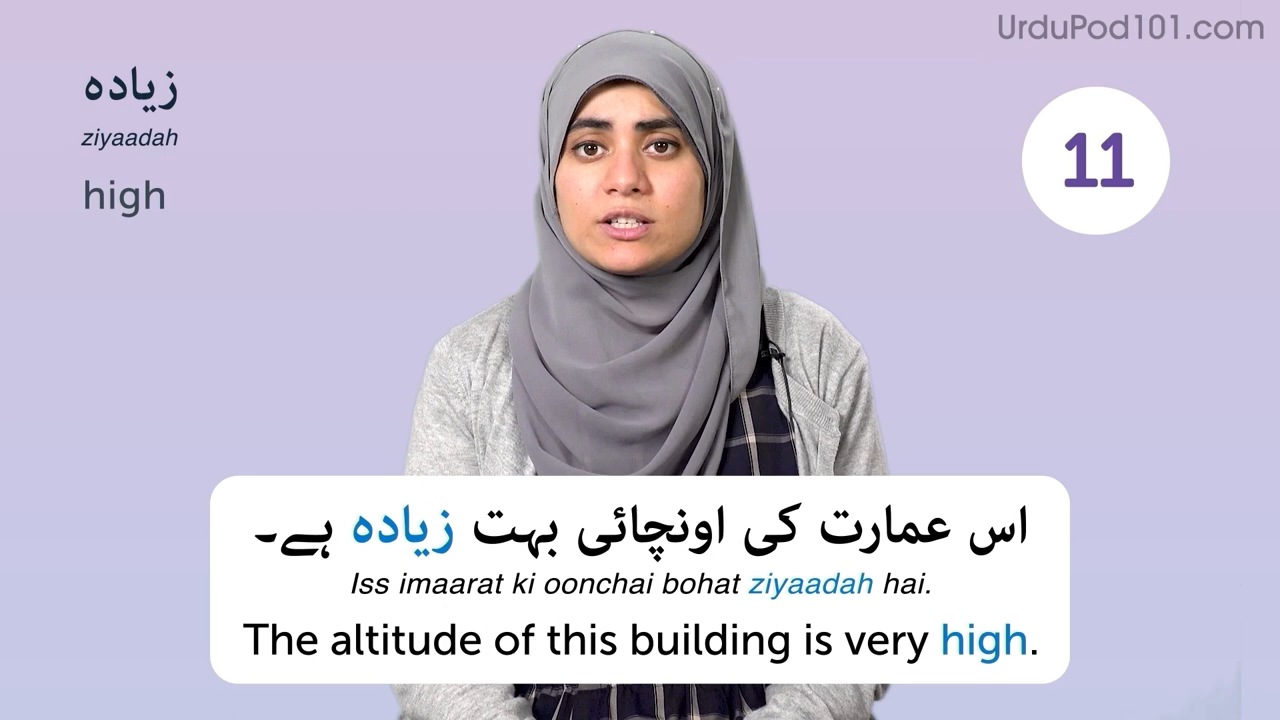 UrduPod101.com
زیادہ
ziyaadah
high
11
اس عمارت کی اونچائی بہت زیادہ ہے۔
Iss imaarat ki oonchai bohat ziyaadah hai.
The altitude of this building is very high.